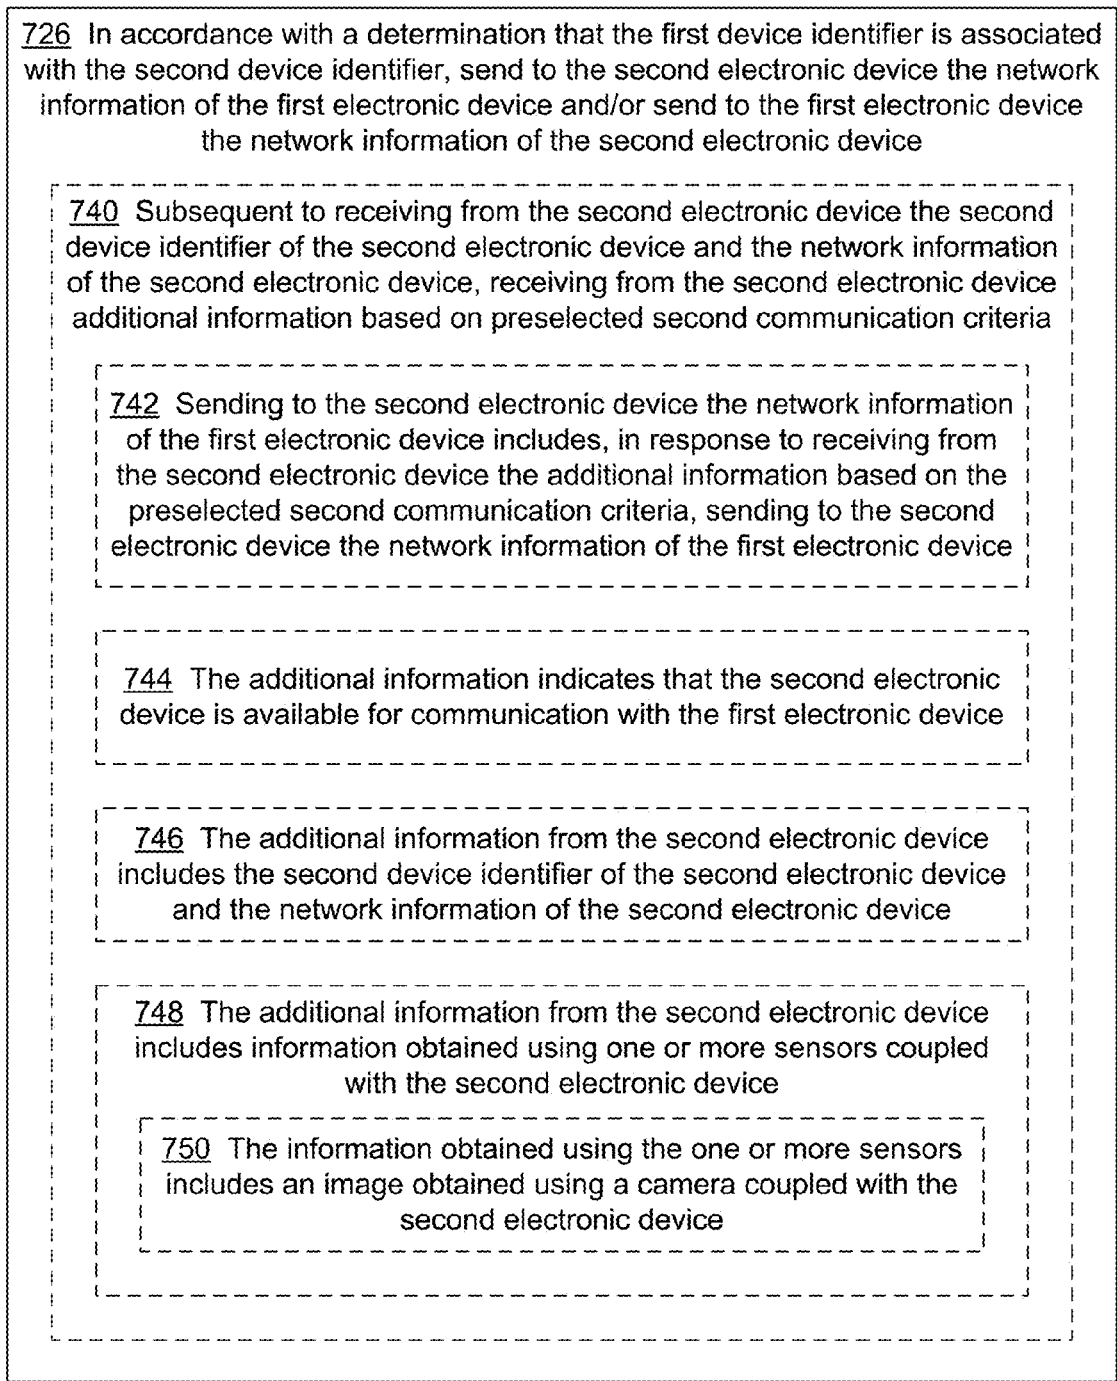 726 In accordance with a determination that the first device identifier is associated
with the second device identifier, send to the second electronic device the network
information of the first electronic device and/or send to the first electronic device
the network information of the second electronic device
740 Subsequent to receiving from the second electronic device the second
device identifier of the second electronic device and the network information
of the second electronic device, receiving from the second electronic device
additional information based on preselected second communication criteria
742 Sending to the second electronic device the network information
of the first electronic device includes, in response to receiving from
the second electronic device the additional information based on the
preselected second communication criteria, sending to the second
electronic device the network information of the first electronic device
744 The additional information indicates that the second electronic
device is available for communication with the first electronic device
746 The additional information from the second electronic device
includes the second device identifier of the second electronic device
and the network information of the second electronic device
748 The additional information from the second electronic device
includes information obtained using one or more sensors coupled
with the second electronic device
750 The information obtained using the one or more sensors
includes an image obtained using a camera coupled with the
second electronic device